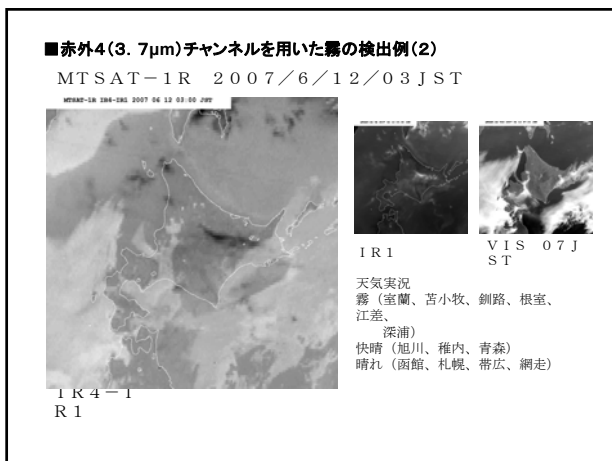 ■赤外4(3.7μm)チャンネルを用いた霧の検出例(2)
MTSAT-1R 2007/6/12/03JST
MTSAT-1R IR4-IR1 2007 06 12 03:00 JST
IR1
VIS 07J
ST
天気実況
霧（室蘭、苫小牧、釧路、根室、
江差、
深浦）
快晴（旭川、稚内、青森）
晴れ（函館、札幌、帯広、網走）
IR4-I
R1